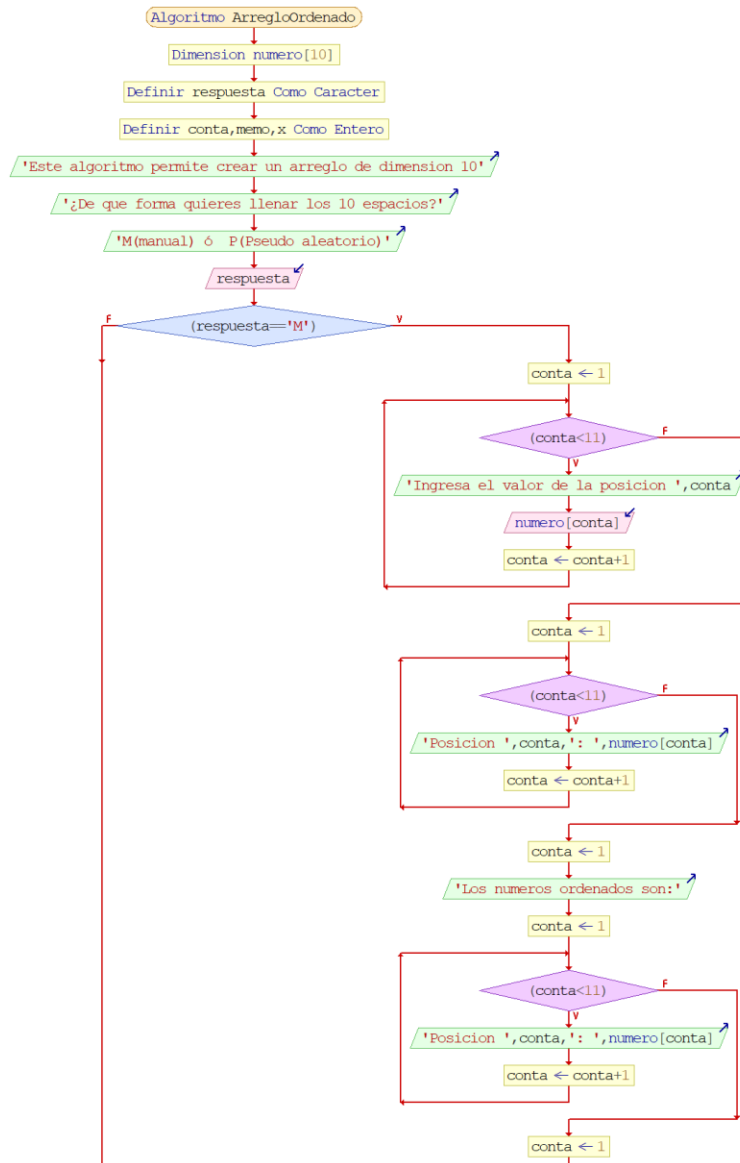 Algoritmo ArregloOrdenado
Dimension numero[10]
Definir respuesta Como Caracter
Definir conta,memo,x Como Entero
'Este algoritmo permite crear un arreglo de dimension 10'
'¿De que forma quieres llenar los 10 espacios?'
'M(manual) ó  P(Pseudo aleatorio)'
respuesta
F
(respuesta=='M')
V
conta ← 1
(conta<11)
F
V
'Ingresa el valor de la posicion ',conta
numero[conta]
conta ← conta+1
conta ← 1
(conta<11)
F
V
'Posicion ',conta,': ',numero[conta]
conta ← conta+1
conta ← 1
'Los numeros ordenados son:'
conta ← 1
(conta<11)
F
V
'Posicion ',conta,': ',numero[conta]
conta ← conta+1
conta ← 1